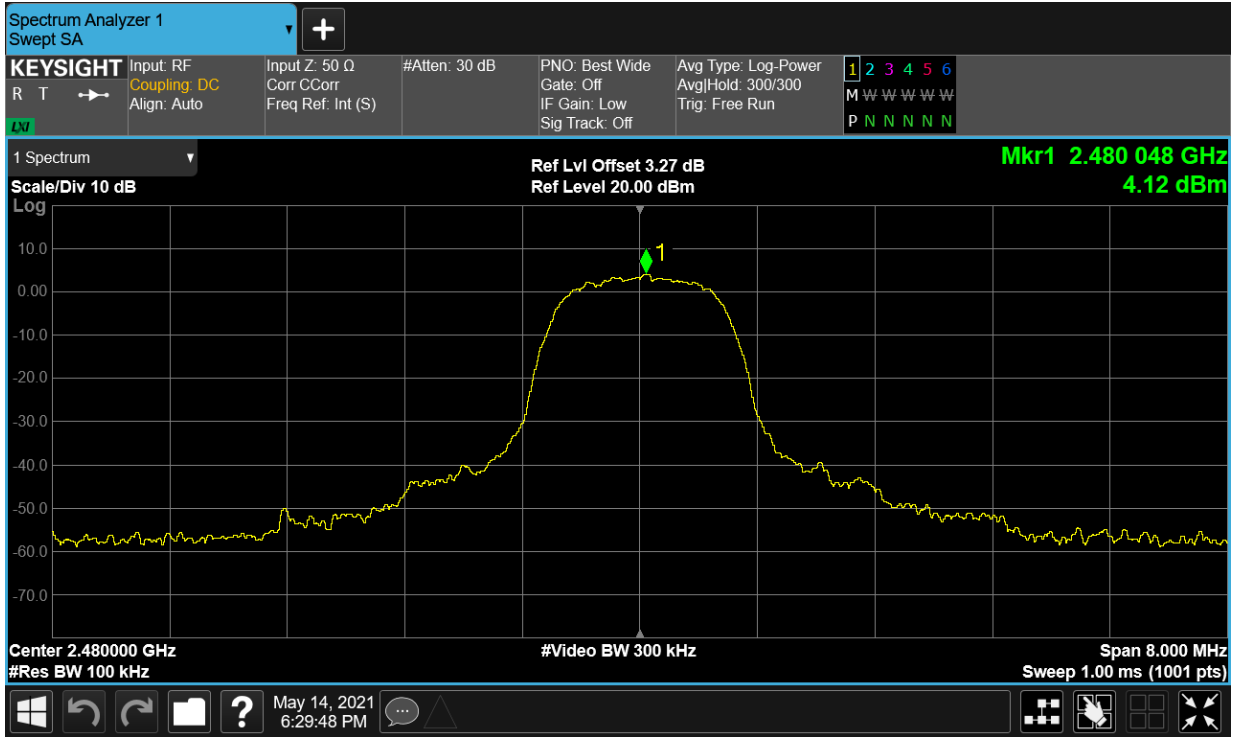 Spectrum Analyzer 1
Swept SA
KEYSIGHT
R T
LXI
Input: RF
Coupling: DC
Align: Auto
Input Z: 50 Ω
Corr CCorr
Freq Ref: Int (S)
#Atten: 30 dB
PNO: Best Wide
Gate: Off
IF Gain: Low
Sig Track: Off
Avg Type: Log-Power
Avg|Hold: 300/300
Trig: Free Run
1 2 3 4 5 6
M W W W W W
P N N N N N
1 Spectrum
Scale/Div 10 dB
Log
Ref Lvl Offset 3.27 dB
Ref Level 20.00 dBm
Mkr1 2.480 048 GHz
4.12 dBm
1
10.0
0.00
-10.0
-20.0
-30.0
-40.0
-50.0
-60.0
-70.0
Center 2.480000 GHz
#Res BW 100 kHz
#Video BW 300 kHz
Span 8.000 MHz
Sweep 1.00 ms (1001 pts)
?
May 14, 2021
6:29:48 PM